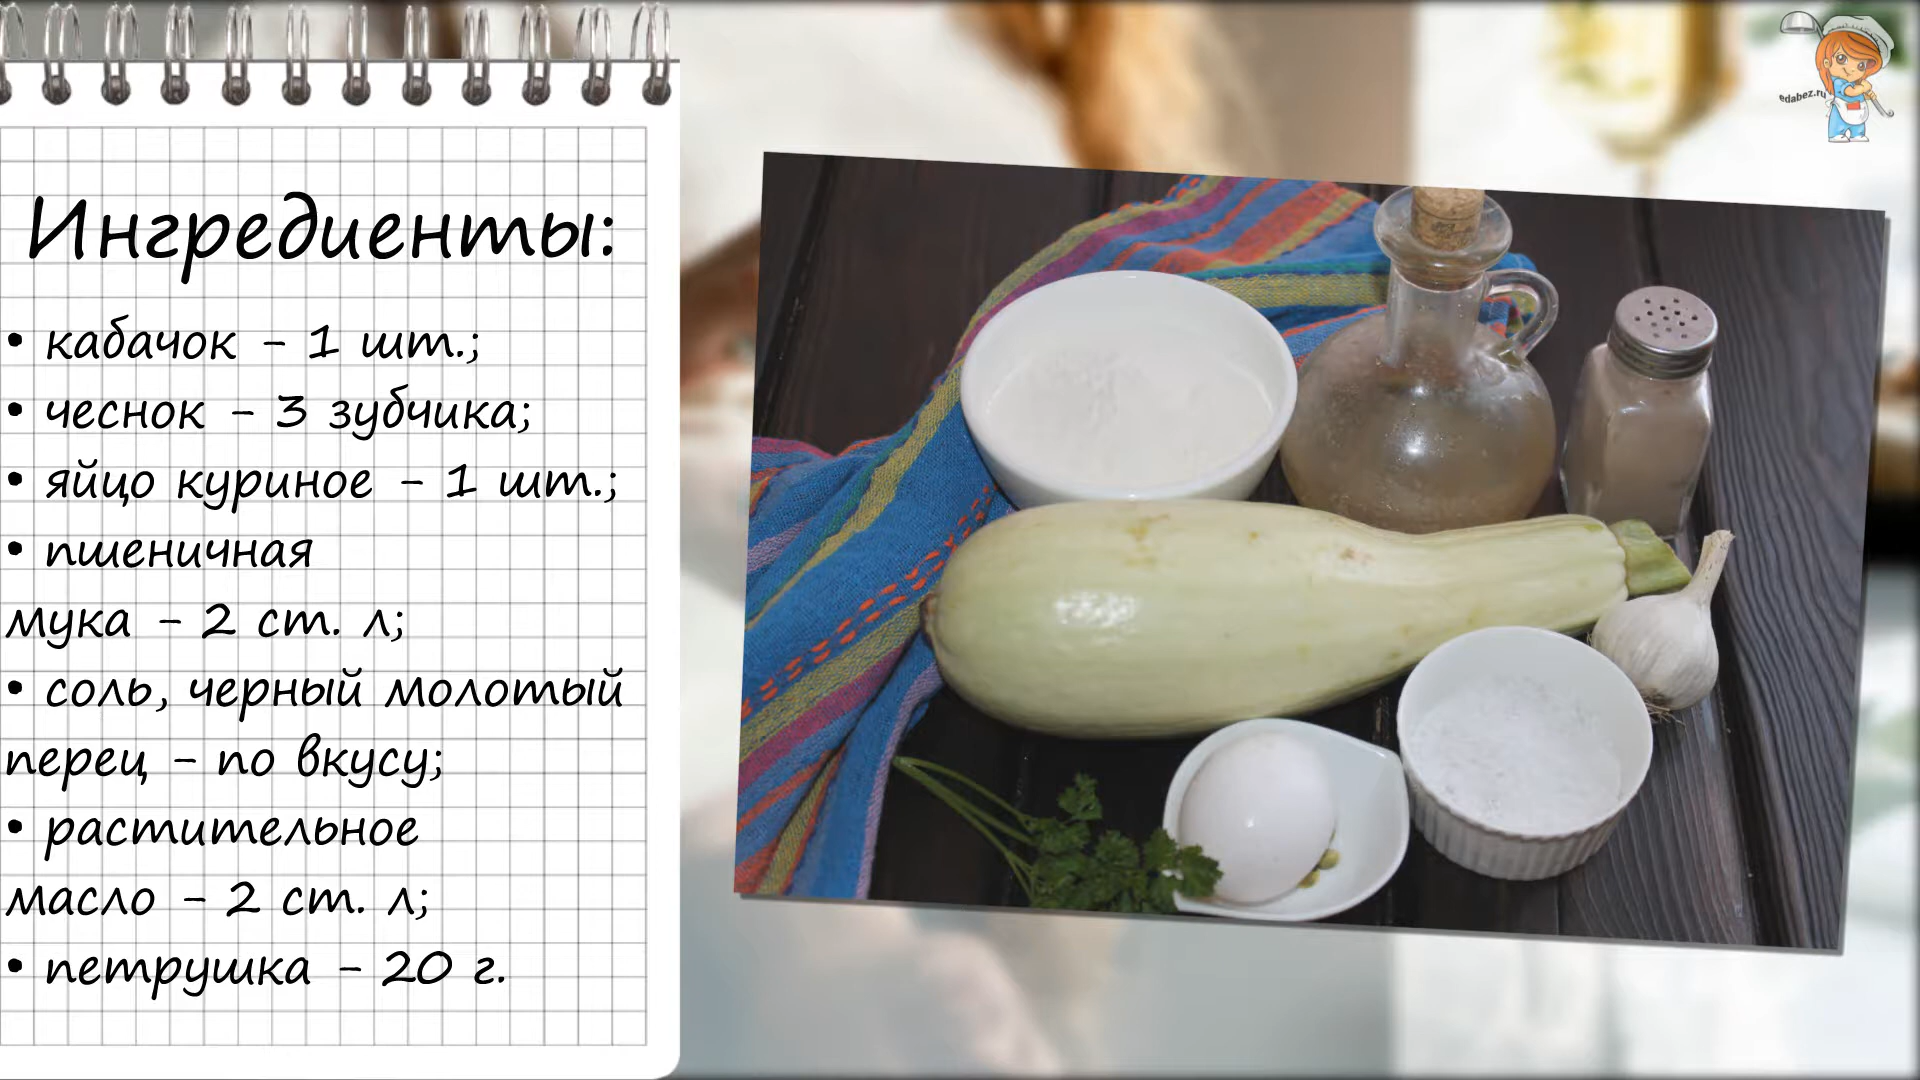 Ингредиенты:
• кабачок - 1 шт.;
• чеснок - 3 зубчика;
• яйцо куриное - 1 шт.;
• пшеничная
мука - 2 ст. л;
• соль, черный молотый
перец - по вкусу;
• растительное
масло - 2 ст. л;
• петрушка - 20 г.
edabez.ru